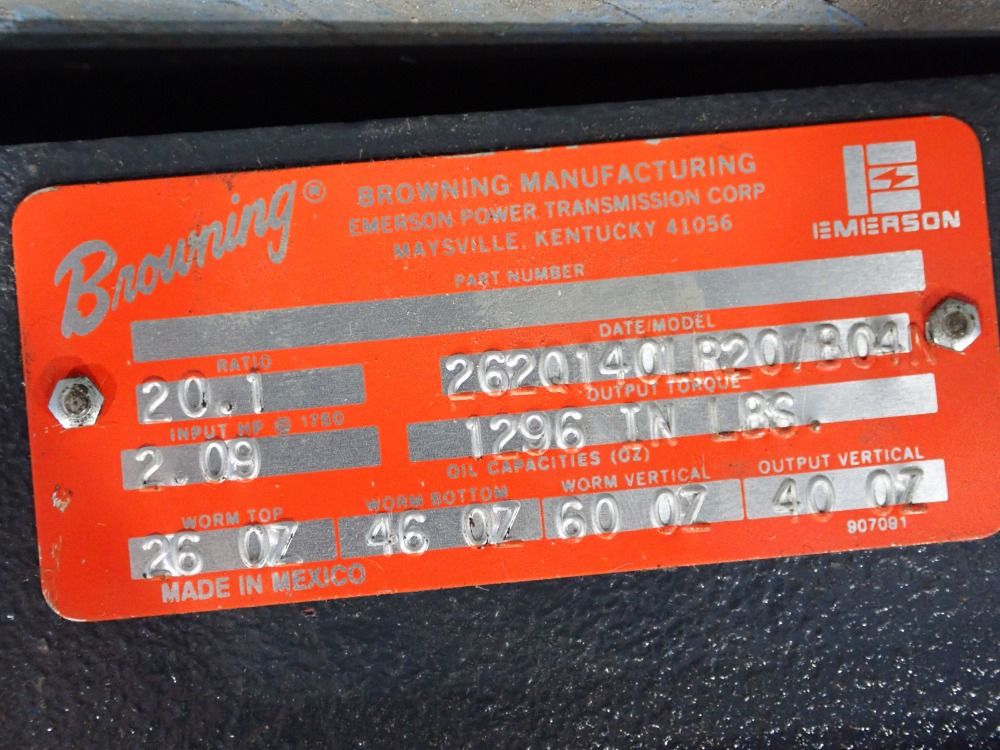 Browning®
BROWNING MANUFACTURING
EMERSON POWER TRANSMISSION CORP
MAYSVILLE, KENTUCKY 41056
EMERSON
PART NUMBER
RATIO
DATE/MODEL
20.1
262Q140LR20/B04N
INPUT HP @ 1750
OUTPUT TORQUE
2.09
1296 IN LBS.
OIL CAPACITIES (OZ)
WORM TOP WORM BOTTOM WORM VERTICAL OUTPUT VERTICAL
26 OZ 46 OZ 60 OZ 40 OZ
907091
MADE IN MEXICO